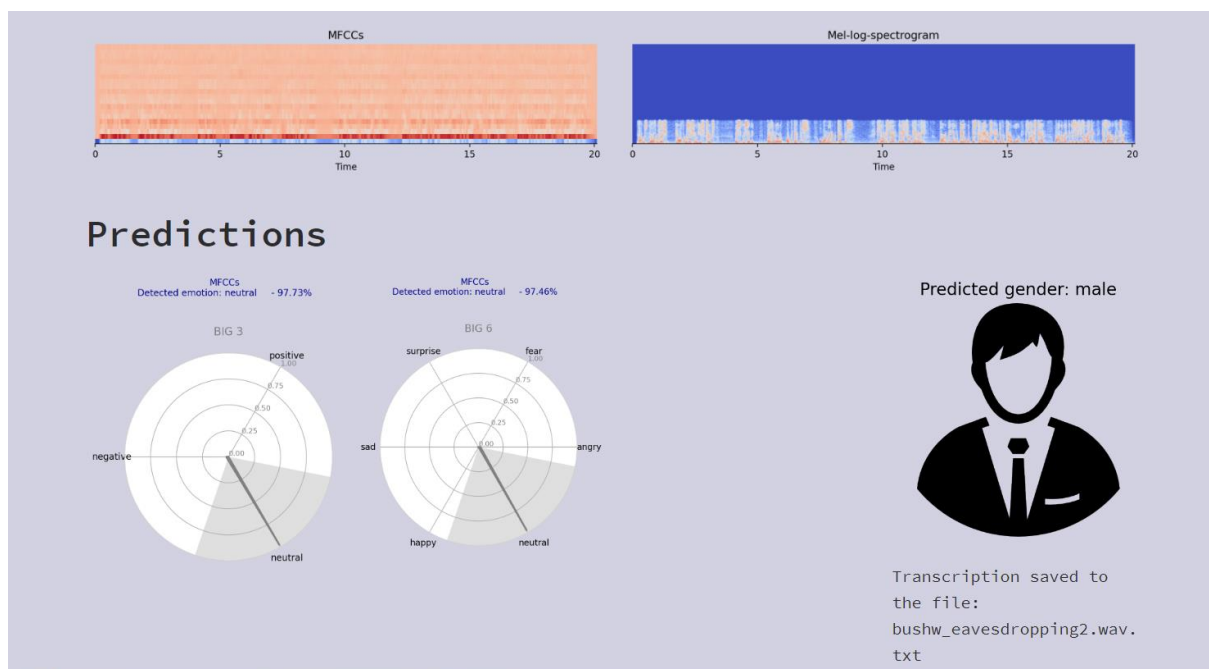 MFCCs
0 5 10 15 20
Time
Mel-log-spectrogram
0 5 10 15 20
Time
Predictions
MFCCs
Detected emotion: neutral - 97.73%
BIG 3
positive
1.00
0.75
0.50
0.25
0.00
negative
neutral
MFCCs
Detected emotion: neutral - 97.46%
BIG 6
surprise
fear
1.00
0.75
0.50
0.25
0.00
sad
angry
happy
neutral
Predicted gender: male
Transcription saved to
the file:
bushw_eavesdropping2.wav.
txt